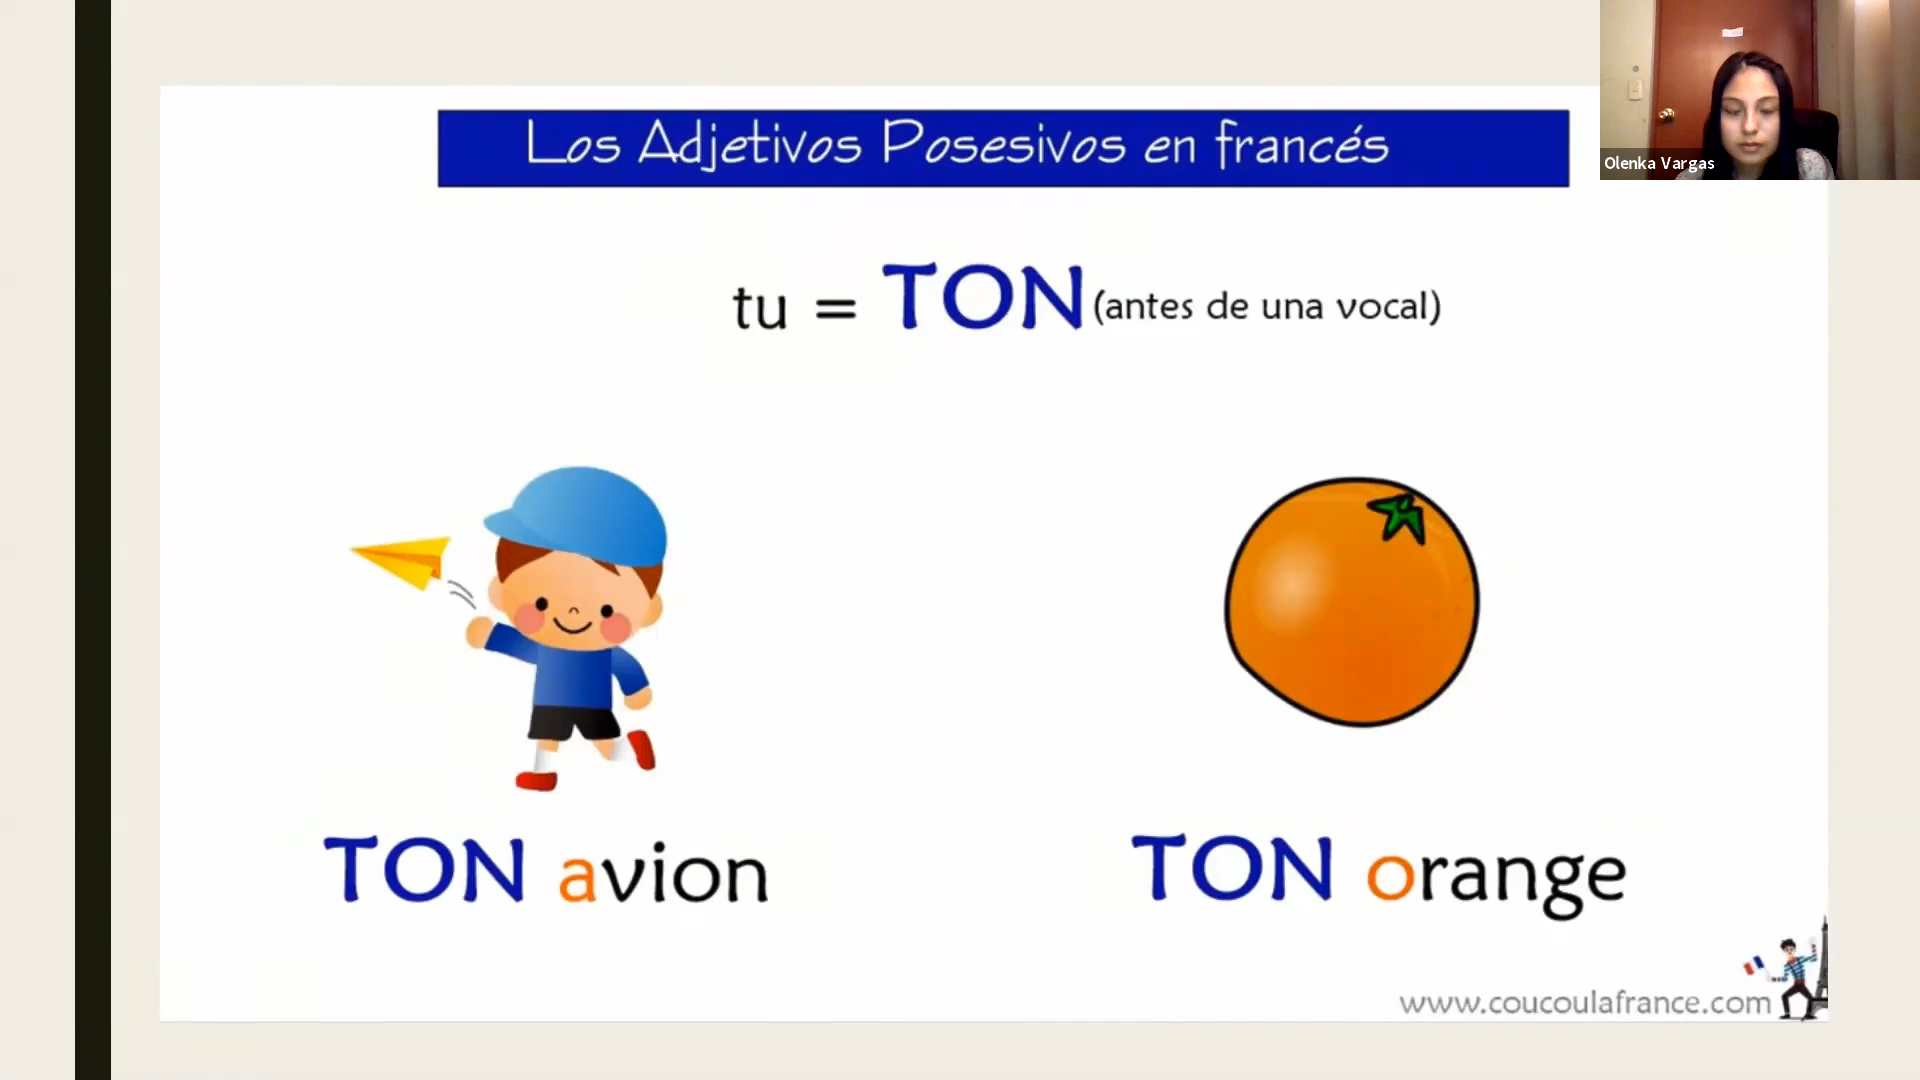 Los Adjetivos Posesivos en francés
Olenka Vargas
tu = TON (antes de una vocal)
TON avion
TON orange
www.coucoulafrance.com